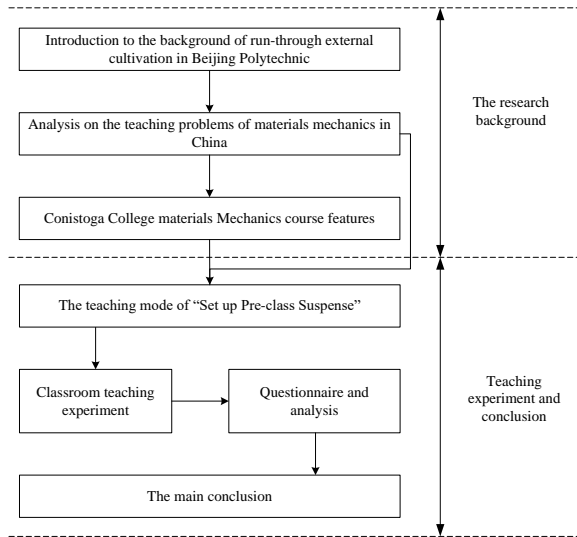 Introduction to the background of run-through external
cultivation in Beijing Polytechnic
The research
background
Analysis on the teaching problems of materials mechanics in
China
Conistoga College materials Mechanics course features
The teaching mode of “Set up Pre-class Suspense”
Classroom teaching
experiment
Questionnaire and
analysis
Teaching
experiment and
conclusion
The main conclusion